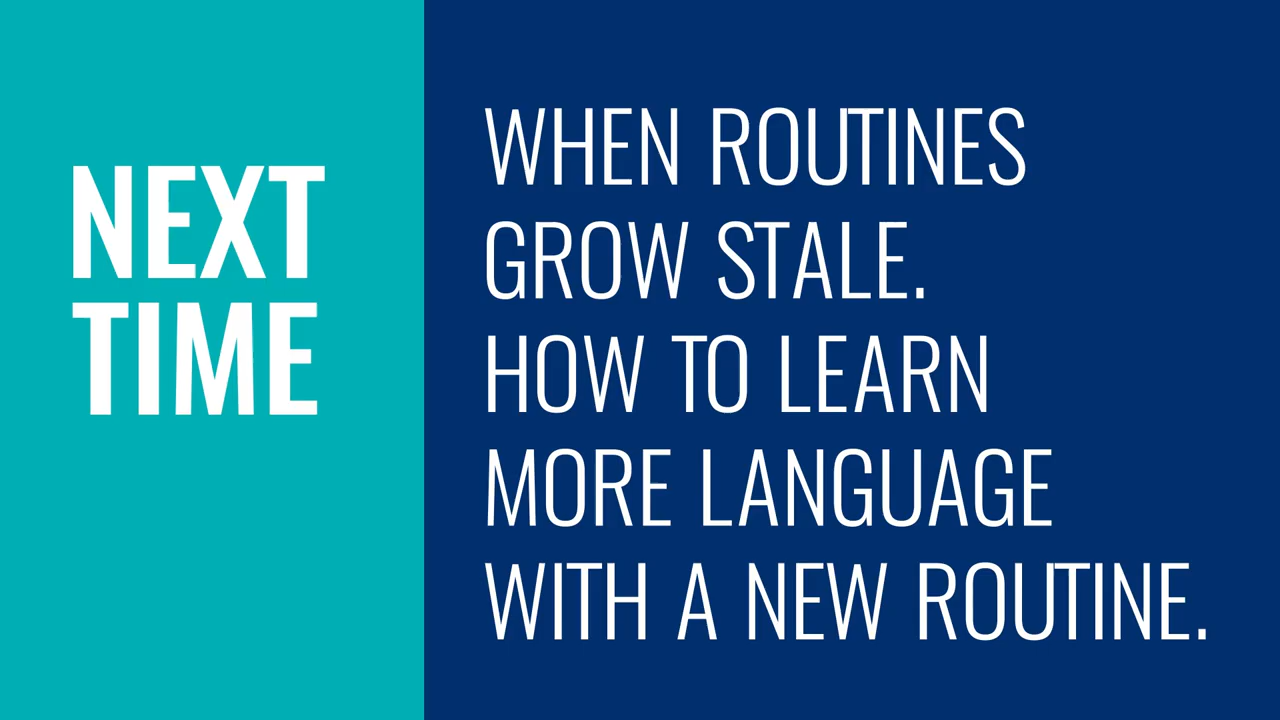 NEXT
TIME
WHEN ROUTINES
GROW STALE.
HOW TO LEARN
MORE LANGUAGE
WITH A NEW ROUTINE.